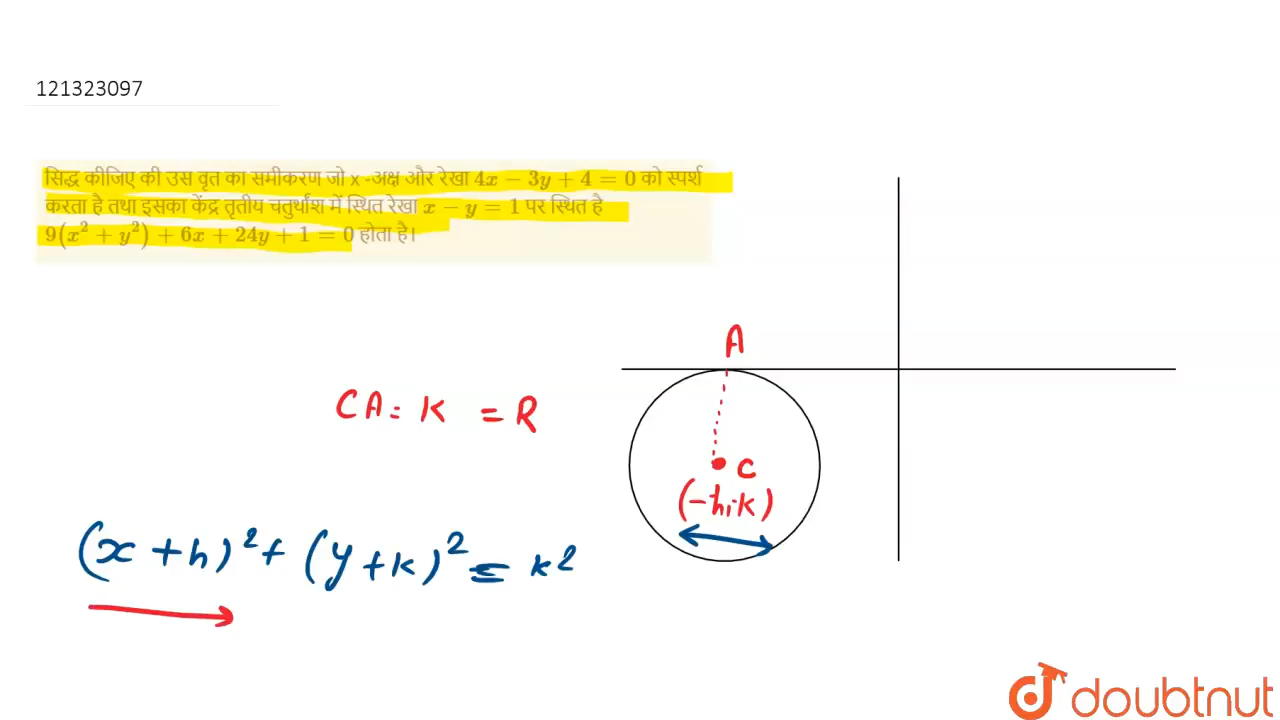 121323097
सिद्ध कीजिए की उस वृत का समीकरण जो x -अक्ष और रेखा 4x − 3y + 4 = 0 को स्पर्श
करता है तथा इसका केंद्र तृतीय चतुर्थांश में स्थित रेखा x − y = 1 पर स्थित है
9(x² + y²) + 6x + 24y + 1 = 0 होता है।
A
CA = K = R
C
(-h,-k)
(x + h)² + (y + k)² = k²
doubtnut